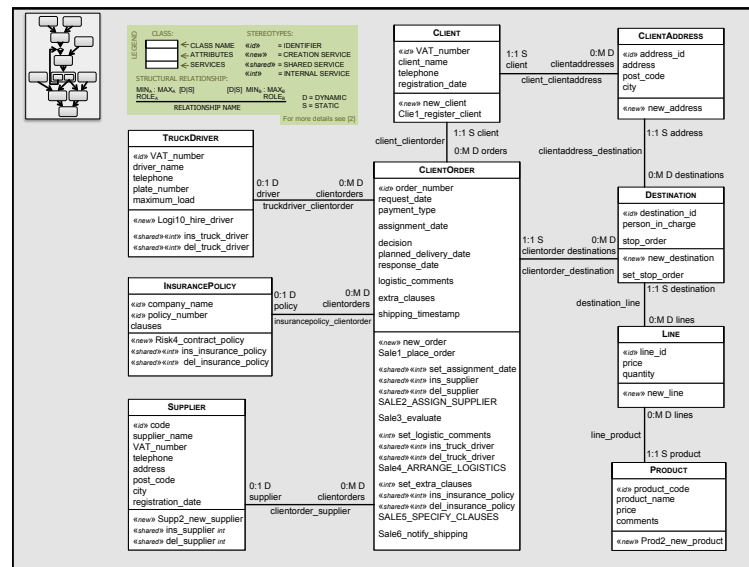 LEGEND
CLASS:
CLASS NAME
ATTRIBUTES
SERVICES
STEREOTYPES:
«id» = IDENTIFIER
«new» = CREATION SERVICE
«shared» = SHARED SERVICE
«int» = INTERNAL SERVICE
STRUCTURAL RELATIONSHIP:
MINA : MAXA [D|S] [D|S] MINB : MAXB
ROLEA ROLEB
RELATIONSHIP NAME
D = DYNAMIC
S = STATIC
For more details see [2]
CLIENT
«id» VAT_number
client_name
telephone
registration_date
«new» new_client
Clie1_register_client
1:1 S 0:M D
client clientaddresses
client_clientaddress
CLIENTADDRESS
«id» address_id
address
post_code
city
«new» new_address
client_clientorder
1:1 S client
0:M D orders
1:1 S address
clientaddress_destination
0:M D destinations
TRUCKDRIVER
«id» VAT_number
driver_name
telephone
plate_number
maximum_load
«new» Logi10_hire_driver
«shared»«int» ins_truck_driver
«shared»«int» del_truck_driver
0:1 D 0:M D
driver clientorders
truckdriver_clientorder
CLIENTORDER
«id» order_number
request_date
payment_type
assignment_date
decision
planned_delivery_date
response_date
logistic_comments
extra_clauses
shipping_timestamp
«new» new_order
Sale1_place_order
«shared»«int» set_assignment_date
«shared»«int» ins_supplier
«shared»«int» del_supplier
SALE2_ASSIGN_SUPPLIER
Sale3_evaluate
«int» set_logistic_comments
«shared»«int» ins_truck_driver
«shared»«int» del_truck_driver
Sale4_ARRANGE_LOGISTICS
«int» set_extra_clauses
«shared»«int» ins_insurance_policy
«shared»«int» del_insurance_policy
SALE5_SPECIFY_CLAUSES
Sale6_notify_shipping
1:1 S 0:M D
clientorder destinations
clientorder_destination
DESTINATION
«id» destination_id
person_in_charge
stop_order
«new» new_destination
set_stop_order
1:1 S destination
destination_line
0:M D lines
INSURANCEPOLICY
«id» company_name
«id» policy_number
clauses
«new» Risk4_contract_policy
«shared»«int» ins_insurance_policy
«shared»«int» del_insurance_policy
0:1 D 0:M D
policy clientorders
insurancepolicy_clientorder
LINE
«id» line_id
price
quantity
«new» new_line
0:M D lines
line_product
1:1 S product
SUPPLIER
«id» code
supplier_name
VAT_number
telephone
address
post_code
city
registration_date
«new» Supp2_new_supplier
«shared» ins_supplier int
«shared» del_supplier int
0:1 D 0:M D
supplier clientorders
clientorder_supplier
PRODUCT
«id» product_code
product_name
price
comments
«new» Prod2_new_product